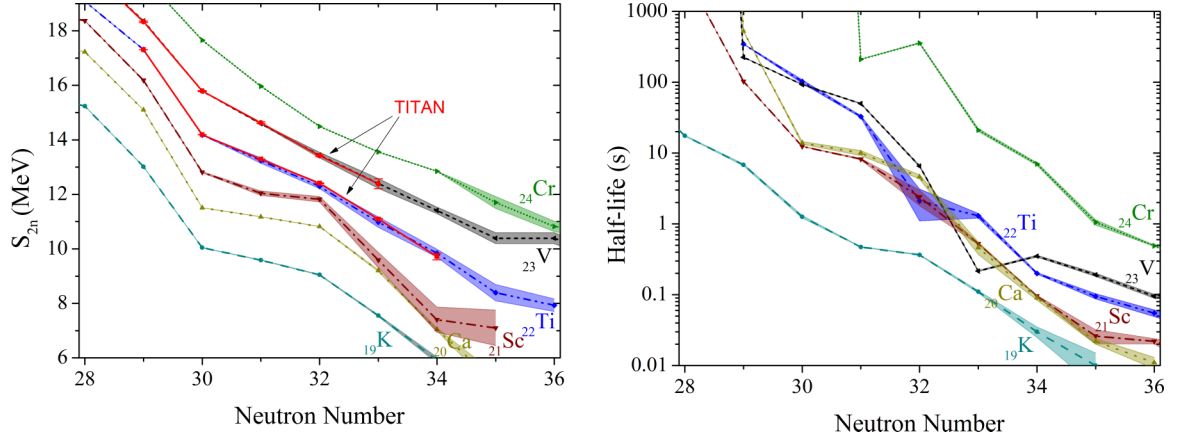 18
16
14
12
10
8
6
S2n (MeV)
28
30
32
34
36
Neutron Number
TITAN
24Cr
23V
22Ti
21Sc
20Ca
19K
1000
100
10
1
0.1
0.01
Half-life (s)
28
30
32
34
36
Neutron Number
24Cr
23V
22Ti
20Ca
21Sc
19K